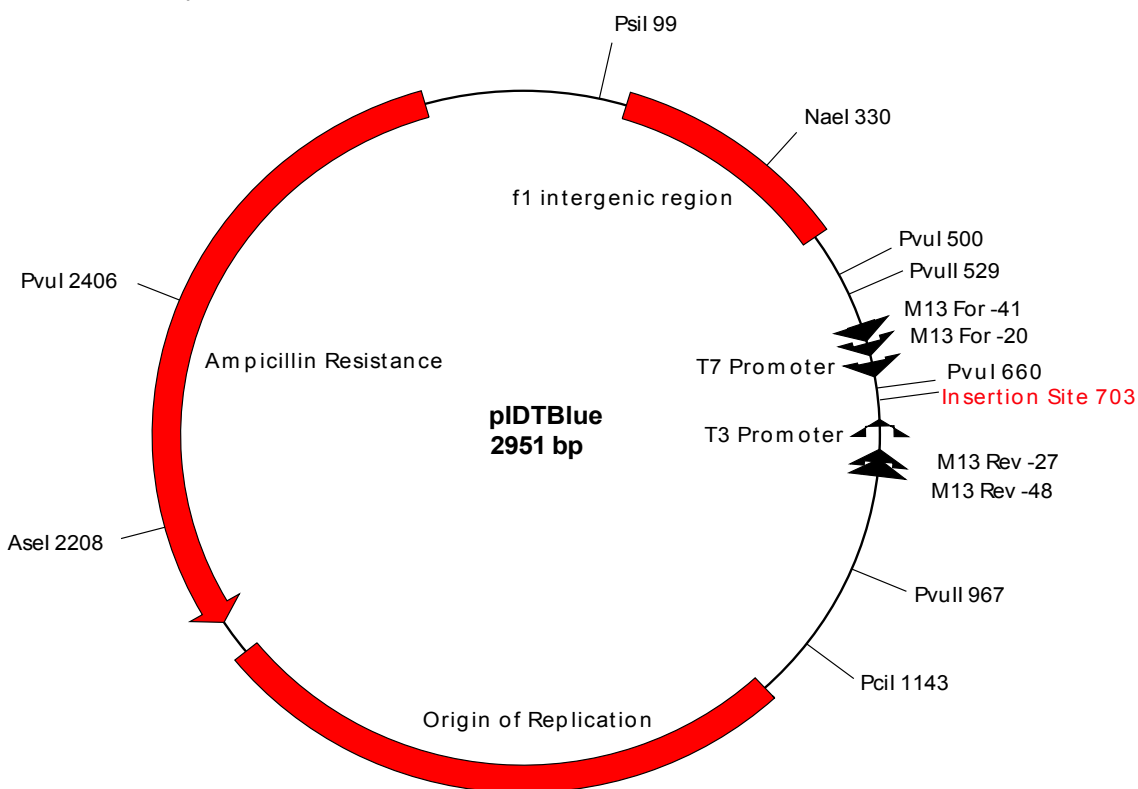 PsiI 99
NaeI 330
f1 intergenic region
PvuI 500
PvuII 529
PvuI 2406
M13 For -41
M13 For -20
Ampicillin Resistance
T7 Promoter
PvuI 660
Insertion Site 703
pIDTBlue
2951 bp
T3 Promoter
M13 Rev -27
M13 Rev -48
AseI 2208
PvuII 967
PciI 1143
Origin of Replication